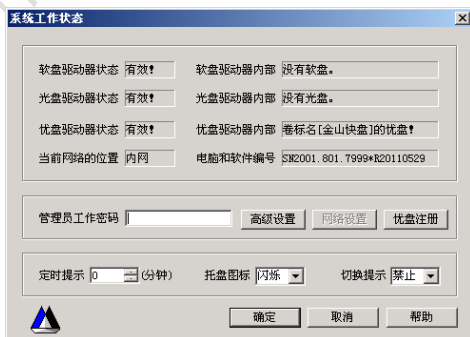 系统工作状态
软盘驱动器状态 有效! 软盘驱动器内部 没有软盘。
光盘驱动器状态 有效! 光盘驱动器内部 没有光盘。
优盘驱动器状态 有效! 优盘驱动器内部 卷标名[金山快盘]的优盘!
当前网络的位置 内网 电脑和软件编号 SN2001.801.7999*R20110529
管理员工作密码 高级设置 网络设置 优盘注册
定时提示 0 (分钟) 托盘图标 闪烁 切换提示 禁止
确定 取消 帮助